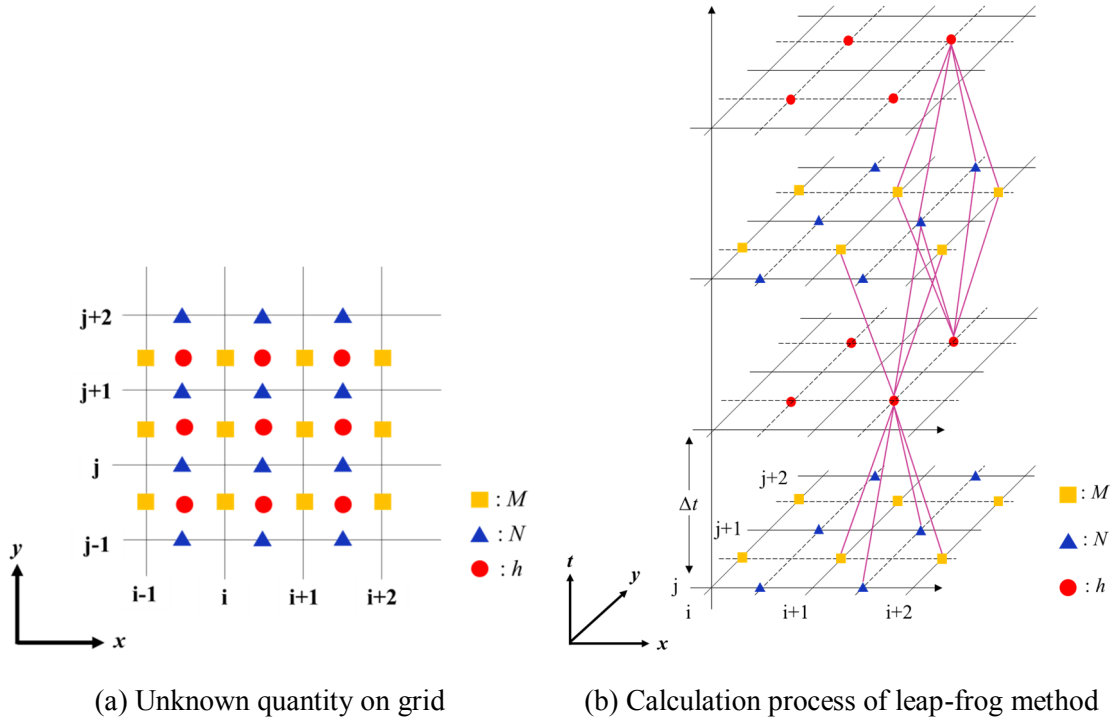 j+2
j+1
j
j-1
i-1 i i+1 i+2
y
x
: M
: N
: h
Δt
j+2
j+1
j
i i+1 i+2
t
y
x
: M
: N
: h
(a) Unknown quantity on grid
(b) Calculation process of leap-frog method